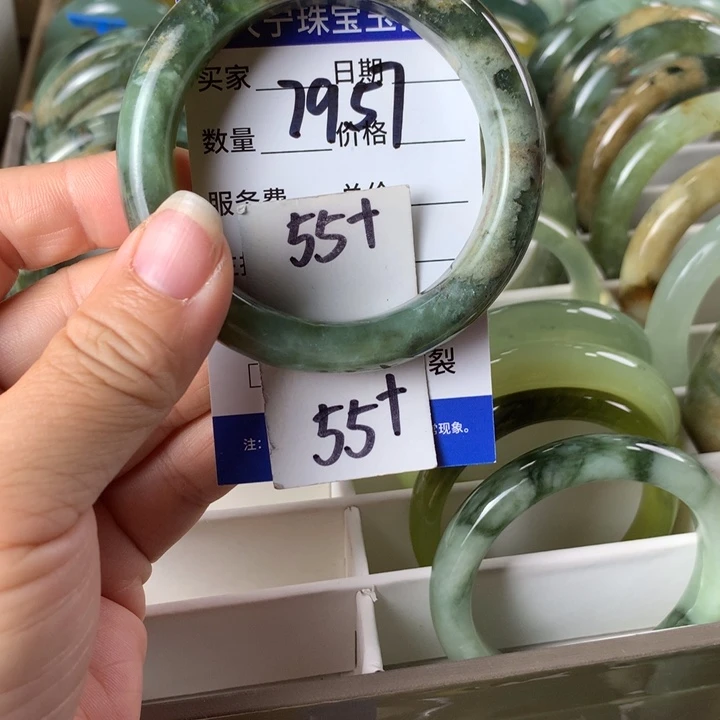 宁珠宝玉
买家 日期
7957
数量 价格
服务费 单价
55+
裂
55+
注: 现象。